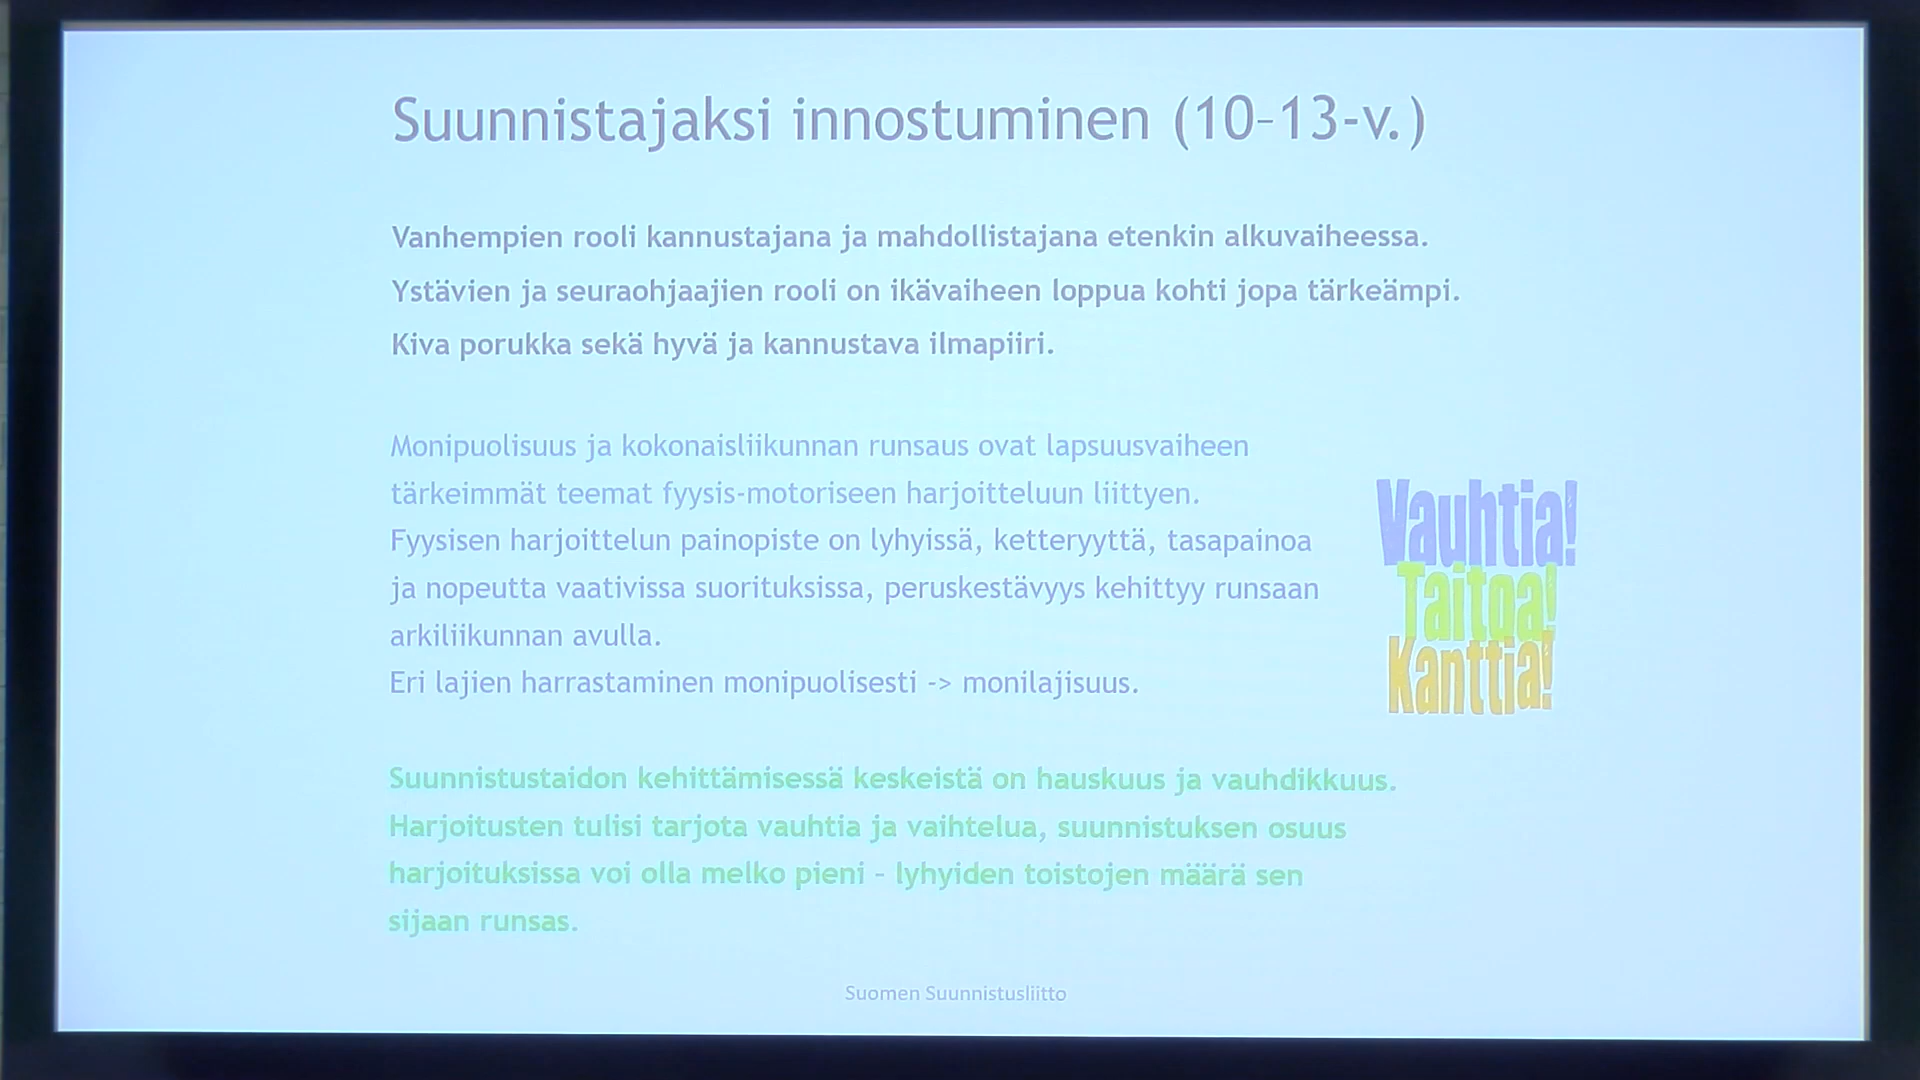 Suunnistajaksi innostuminen (10–13-v.)
Vanhempien rooli kannustajana ja mahdollistajana etenkin alkuvaiheessa.
Ystävien ja seuraohjaajien rooli on ikävaiheen loppua kohti jopa tärkeämpi.
Kiva porukka sekä hyvä ja kannustava ilmapiiri.
Monipuolisuus ja kokonaisliikunnan runsaus ovat lapsuusvaiheen
tärkeimmät teemat fyysis-motoriseen harjoitteluun liittyen.
Fyysisen harjoittelun painopiste on lyhyissä, ketteryyttä, tasapainoa
ja nopeutta vaativissa suorituksissa, peruskestävyys kehittyy runsaan
arkiliikunnan avulla.
Eri lajien harrastaminen monipuolisesti -> monilajisuus.
Vauhtia!
Taitoa!
Kanttia!
Suunnistustaidon kehittämisessä keskeistä on hauskuus ja vauhdikkuus.
Harjoitusten tulisi tarjota vauhtia ja vaihtelua, suunnistuksen osuus
harjoituksissa voi olla melko pieni – lyhyiden toistojen määrä sen
sijaan runsas.
Suomen Suunnistusliitto